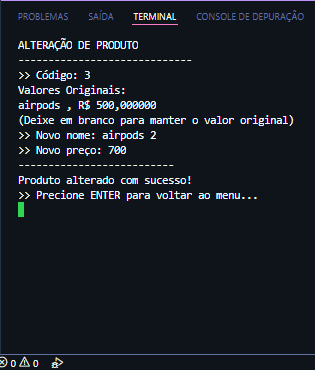 PROBLEMAS SAÍDA TERMINAL CONSOLE DE DEPURAÇÃO
ALTERAÇÃO DE PRODUTO
-----------------------------
>> Código: 3
Valores Originais:
airpods , R$ 500,000000
(Deixe em branco para manter o valor original)
>> Novo nome: airpods 2
>> Novo preço: 700
--------------------------
Produto alterado com sucesso!
>> Precione ENTER para voltar ao menu...
0 0